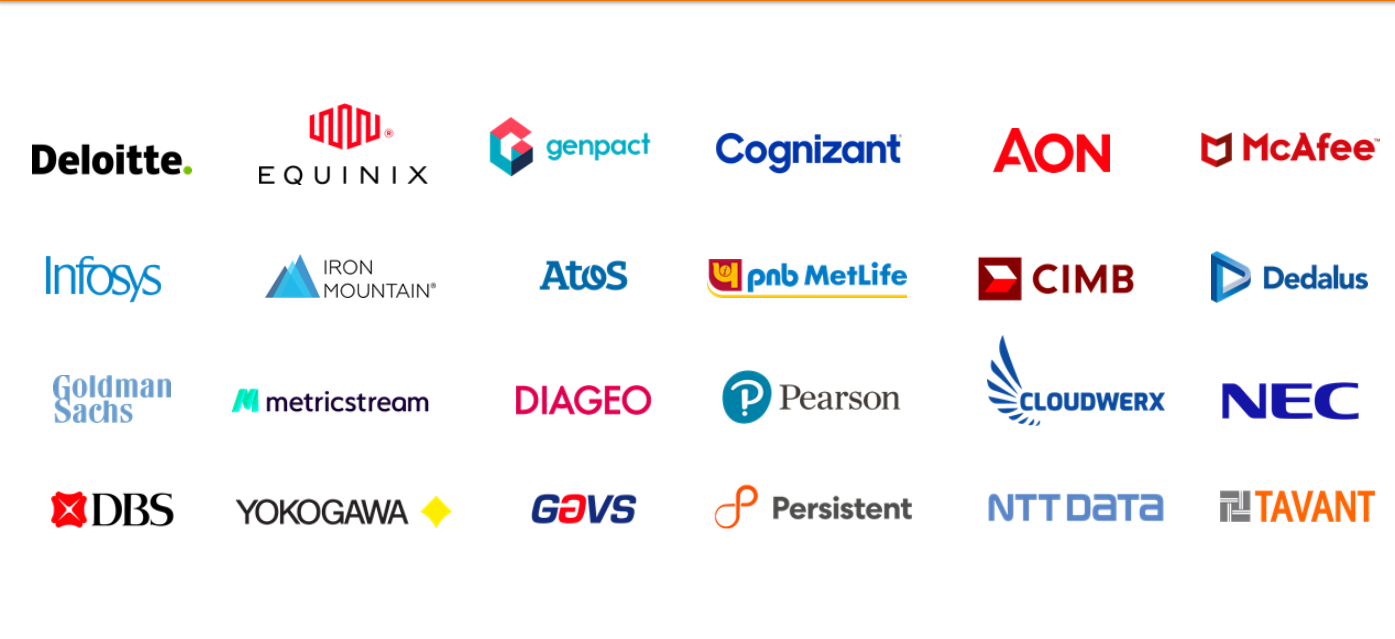 Deloitte.
EQUINIX®
genpact
Cognizant
AON
McAfee™
Infosys
IRON
MOUNTAIN®
Atos
पु pnb MetLife
CIMB
Dedalus
Goldman
Sachs
metricstream
DIAGEO
Pearson
CLOUDWERX
NEC
DBS
YOKOGAWA
GAVS
Persistent
NTT DATA
TAVANT